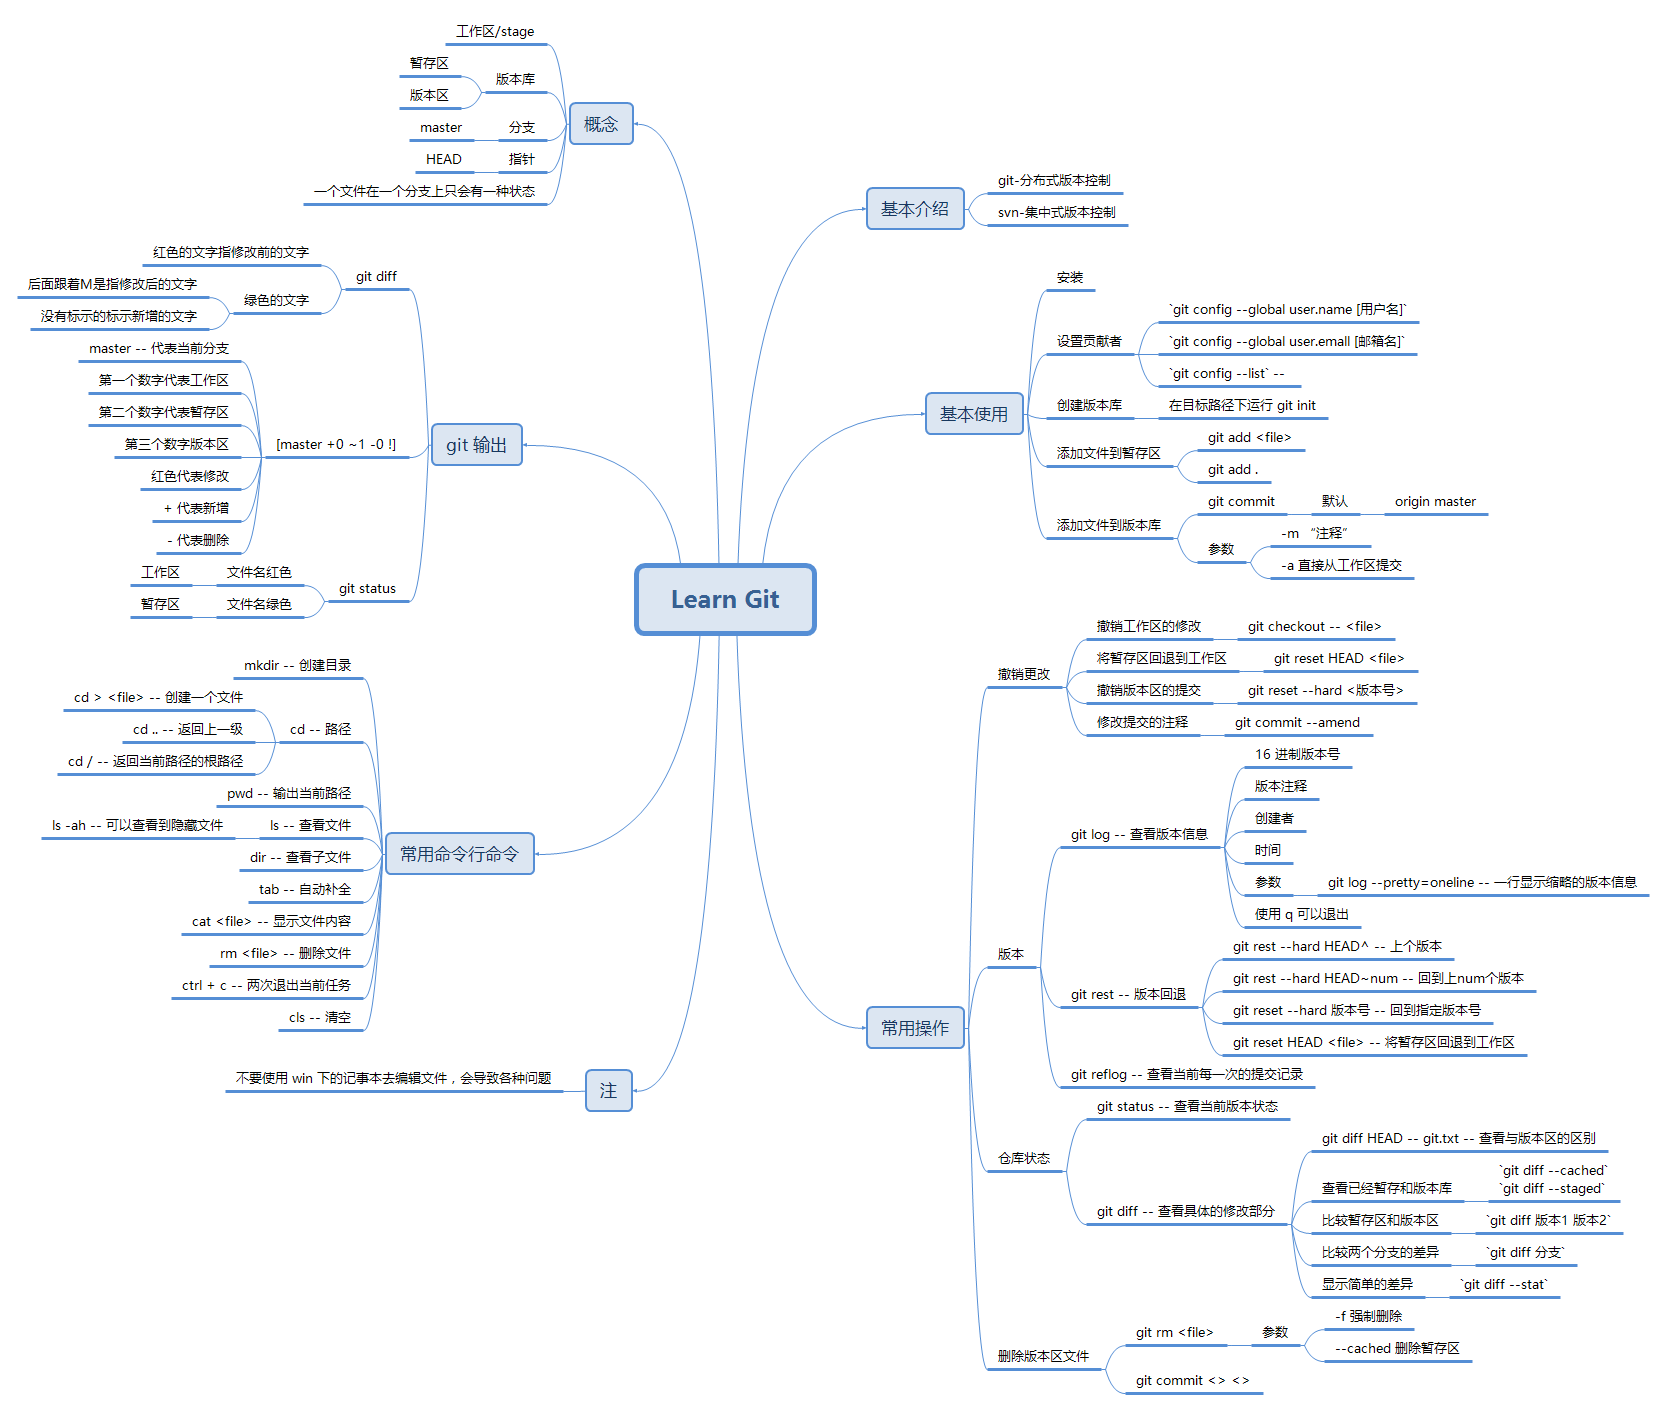 Learn Git
概念
工作区/stage
版本库
暂存区
版本区
分支
master
指针
HEAD
一个文件在一个分支上只会有一种状态
git 输出
git diff
红色的文字指修改前的文字
绿色的文字
后面跟着M是指修改后的文字
没有标示的标示新增的文字
[master +0 ~1 -0 !]
master -- 代表当前分支
第一个数字代表工作区
第二个数字代表暂存区
第三个数字版本区
红色代表修改
+ 代表新增
- 代表删除
git status
文件名红色
工作区
文件名绿色
暂存区
常用命令行命令
mkdir -- 创建目录
cd -- 路径
cd > <file> -- 创建一个文件
cd .. -- 返回上一级
cd / -- 返回当前路径的根路径
pwd -- 输出当前路径
ls -- 查看文件
ls -ah -- 可以查看到隐藏文件
dir -- 查看子文件
tab -- 自动补全
cat <file> -- 显示文件内容
rm <file> -- 删除文件
ctrl + c -- 两次退出当前任务
cls -- 清空
注
不要使用 win 下的记事本去编辑文件，会导致各种问题
基本介绍
git-分布式版本控制
svn-集中式版本控制
基本使用
安装
设置贡献者
`git config --global user.name [用户名]`
`git config --global user.emall [邮箱名]`
`git config --list` --
创建版本库
在目标路径下运行 git init
添加文件到暂存区
git add <file>
git add .
添加文件到版本库
git commit
默认
origin master
参数
-m “注释”
-a 直接从工作区提交
常用操作
撤销更改
撤销工作区的修改
git checkout -- <file>
将暂存区回退到工作区
git reset HEAD <file>
撤销版本区的提交
git reset --hard <版本号>
修改提交的注释
git commit --amend
版本
git log -- 查看版本信息
16 进制版本号
版本注释
创建者
时间
参数
git log --pretty=oneline -- 一行显示缩略的版本信息
使用 q 可以退出
git rest -- 版本回退
git rest --hard HEAD^ -- 上个版本
git rest --hard HEAD~num -- 回到上num个版本
git reset --hard 版本号 -- 回到指定版本号
git reset HEAD <file> -- 将暂存区回退到工作区
git reflog -- 查看当前每一次的提交记录
仓库状态
git status -- 查看当前版本状态
git diff -- 查看具体的修改部分
git diff HEAD -- git.txt -- 查看与版本区的区别
查看已经暂存和版本库
`git diff --cached`
`git diff --staged`
比较暂存区和版本区
`git diff 版本1 版本2`
比较两个分支的差异
`git diff 分支`
显示简单的差异
`git diff --stat`
删除版本区文件
git rm <file>
参数
-f 强制删除
--cached 删除暂存区
git commit <> <>